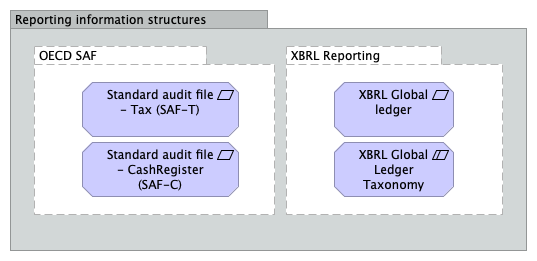 Reporting information structures
OECD SAF
Standard audit file
- Tax (SAF-T)
Standard audit file
- CashRegister
(SAF-C)
XBRL Reporting
XBRL Global
ledger
XBRL Global
Ledger
Taxonomy